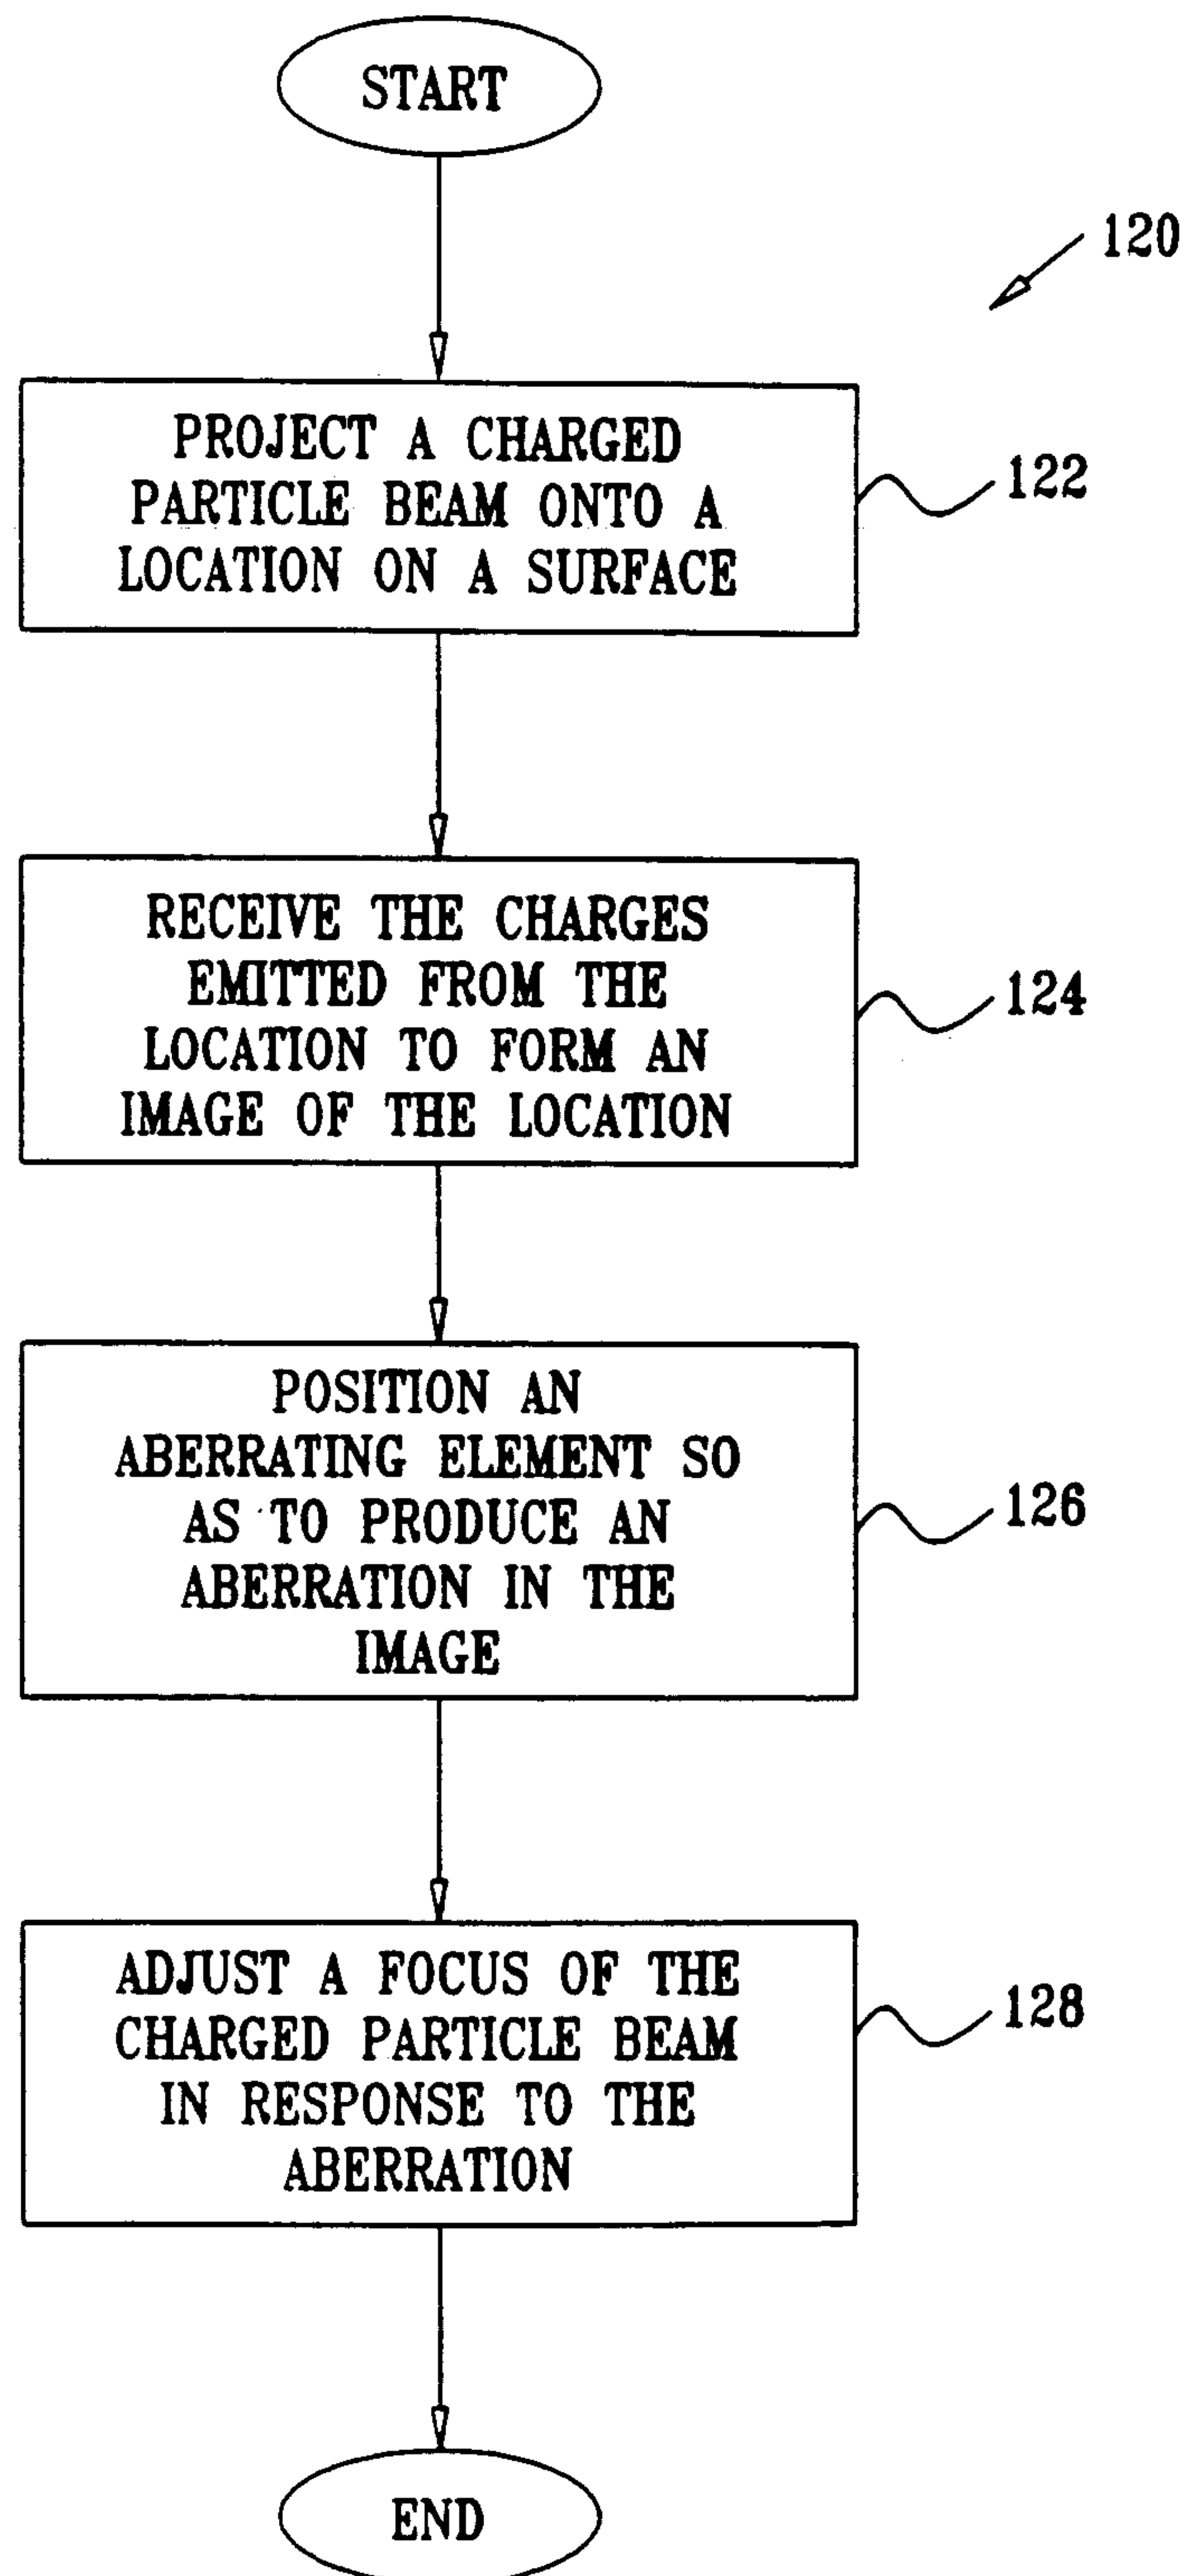 START
120
PROJECT A CHARGED
PARTICLE BEAM ONTO A
LOCATION ON A SURFACE
122
RECEIVE THE CHARGES
EMITTED FROM THE
LOCATION TO FORM AN
IMAGE OF THE LOCATION
124
POSITION AN
ABERRATING ELEMENT SO
AS TO PRODUCE AN
ABERRATION IN THE
IMAGE
126
ADJUST A FOCUS OF THE
CHARGED PARTICLE BEAM
IN RESPONSE TO THE
ABERRATION
128
END